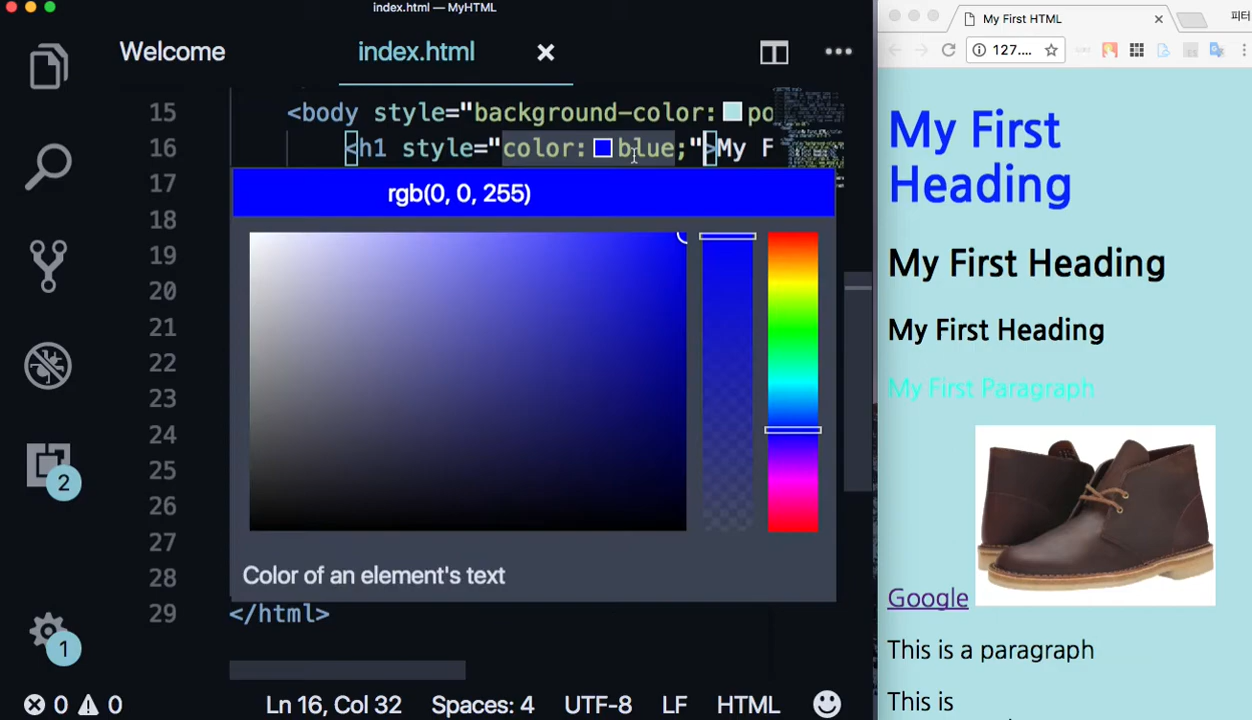 index.html — MyHTML
Welcome
index.html
15 <body style="background-color: po
16 <h1 style="color: blue;">My F
17
rgb(0, 0, 255)
18
19
20
21
22
23
24
25
26
27
28
Color of an element's text
29 </html>
2
1
0 0
Ln 16, Col 32
Spaces: 4
UTF-8
LF
HTML
My First HTML
피터
127....
My First
Heading
My First Heading
My First Heading
My First Paragraph
Google
This is a paragraph
This is